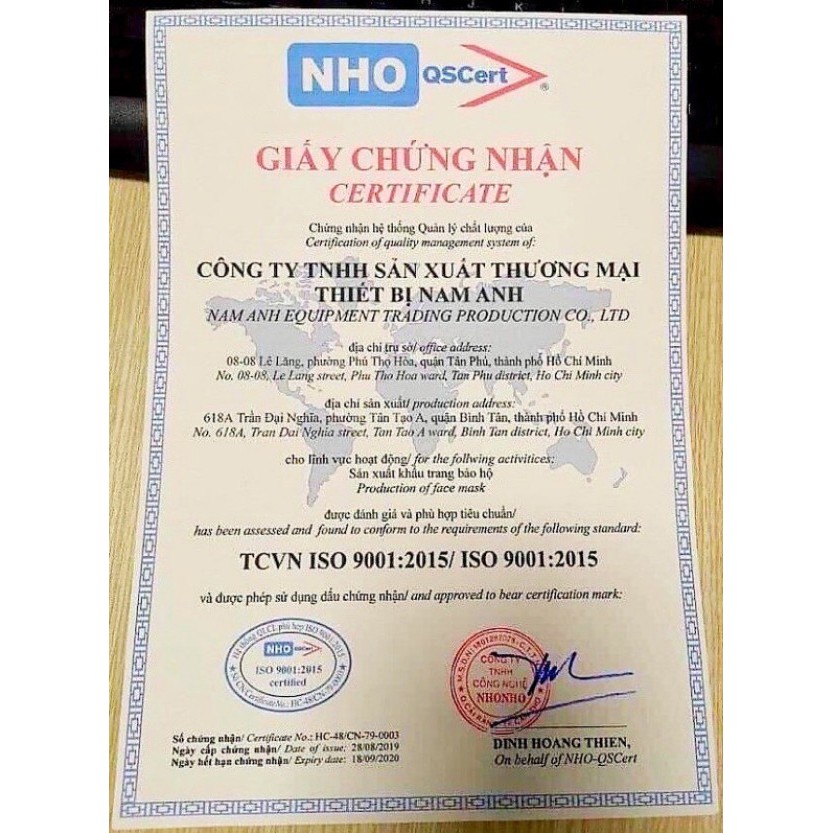 NHO QSCert
®
GIẤY CHỨNG NHẬN
CERTIFICATE
Chứng nhận hệ thống Quản lý chất lượng của
Certification of quality management system of:
CÔNG TY TNHH SẢN XUẤT THƯƠNG MẠI
THIẾT BỊ NAM ANH
NAM ANH EQUIPMENT TRADING PRODUCTION CO., LTD
địa chỉ trụ sở/ office address:
08-08 Lê Lăng, phường Phú Thọ Hòa, quận Tân Phú, thành phố Hồ Chí Minh
No. 08-08, Le Lang street, Phu Tho Hoa ward, Tan Phu district, Ho Chi Minh city
địa chỉ sản xuất/ production address:
618A Trần Đại Nghĩa, phường Tân Tạo A, quận Bình Tân, thành phố Hồ Chí Minh
No. 618A, Tran Dai Nghia street, Tan Tao A ward, Binh Tan district, Ho Chi Minh city
cho lĩnh vực hoạt động/ for the follwing activitices:
Sản xuất khẩu trang bảo hộ
Production of face mask
được đánh giá và phù hợp tiêu chuẩn/
has been assessed and found to conform to the requirements of the following standard:
TCVN ISO 9001:2015/ ISO 9001:2015
và được phép sử dụng dấu chứng nhận/ and approved to bear certification mark:
Hệ thống QLCL phù hợp ISO 9001:2015
NHO QSCert
ISO 9001:2015
certified
CÔNG TY
TNHH
CÔNG NGHỆ
NHONHO
Số chứng nhận/ Certificate No.: HC-48/CN-79-0003
Ngày cấp chứng nhận/ Date of issue: 28/08/2019
Ngày hết hạn chứng nhận/ Expiry date: 18/09/2020
DINH HOANG THIEN,
On behalf of NHO-QSCert